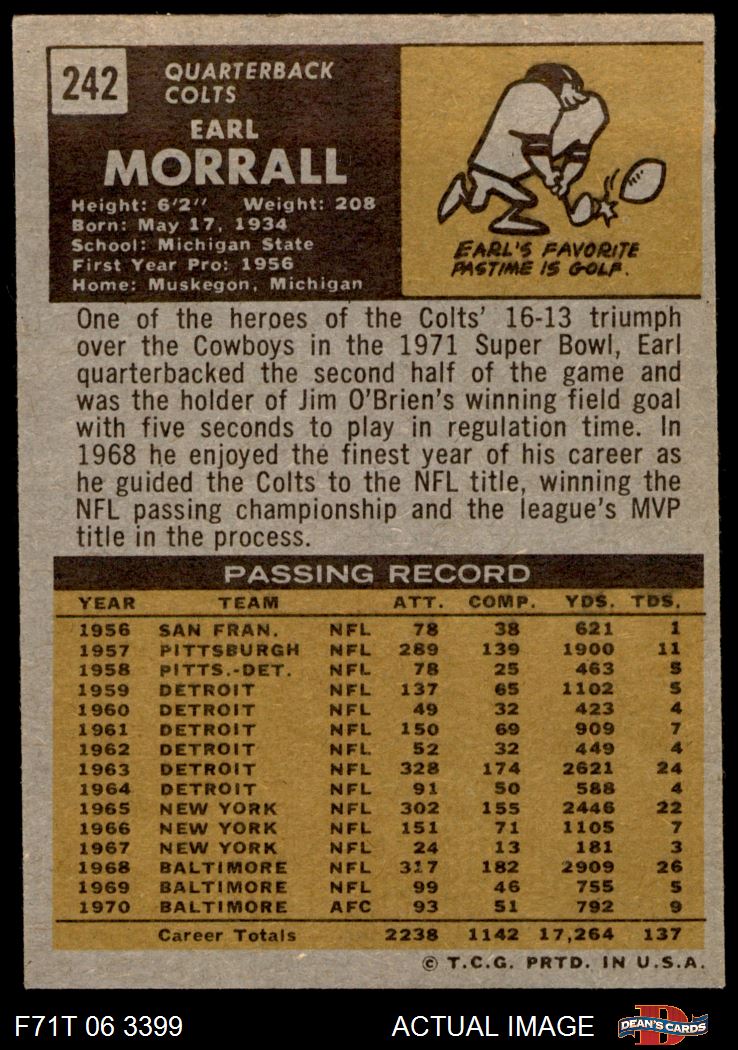 242
QUARTERBACK
COLTS
EARL
MORRALL
Height: 6'2" Weight: 208
Born: May 17, 1934
School: Michigan State
First Year Pro: 1956
Home: Muskegon, Michigan
EARL'S FAVORITE
PASTIME IS GOLF.
One of the heroes of the Colts' 16-13 triumph
over the Cowboys in the 1971 Super Bowl, Earl
quarterbacked the second half of the game and
was the holder of Jim O'Brien's winning field goal
with five seconds to play in regulation time. In
1968 he enjoyed the finest year of his career as
he guided the Colts to the NFL title, winning the
NFL passing championship and the league's MVP
title in the process.
PASSING RECORD
YEAR TEAM ATT. COMP. YDS. TDS.
1956 SAN FRAN. NFL 78 38 621 1
1957 PITTSBURGH NFL 289 139 1900 11
1958 PITTS.-DET. NFL 78 25 463 5
1959 DETROIT NFL 137 65 1102 5
1960 DETROIT NFL 49 32 423 4
1961 DETROIT NFL 150 69 909 7
1962 DETROIT NFL 52 32 449 4
1963 DETROIT NFL 328 174 2621 24
1964 DETROIT NFL 91 50 588 4
1965 NEW YORK NFL 302 155 2446 22
1966 NEW YORK NFL 151 71 1105 7
1967 NEW YORK NFL 24 13 181 3
1968 BALTIMORE NFL 317 182 2909 26
1969 BALTIMORE NFL 99 46 755 5
1970 BALTIMORE AFC 93 51 792 9
Career Totals 2238 1142 17,264 137
© T.C.G. PRTD. IN U.S.A.
F71T 06 3399 ACTUAL IMAGE D DEAN'S CARDS